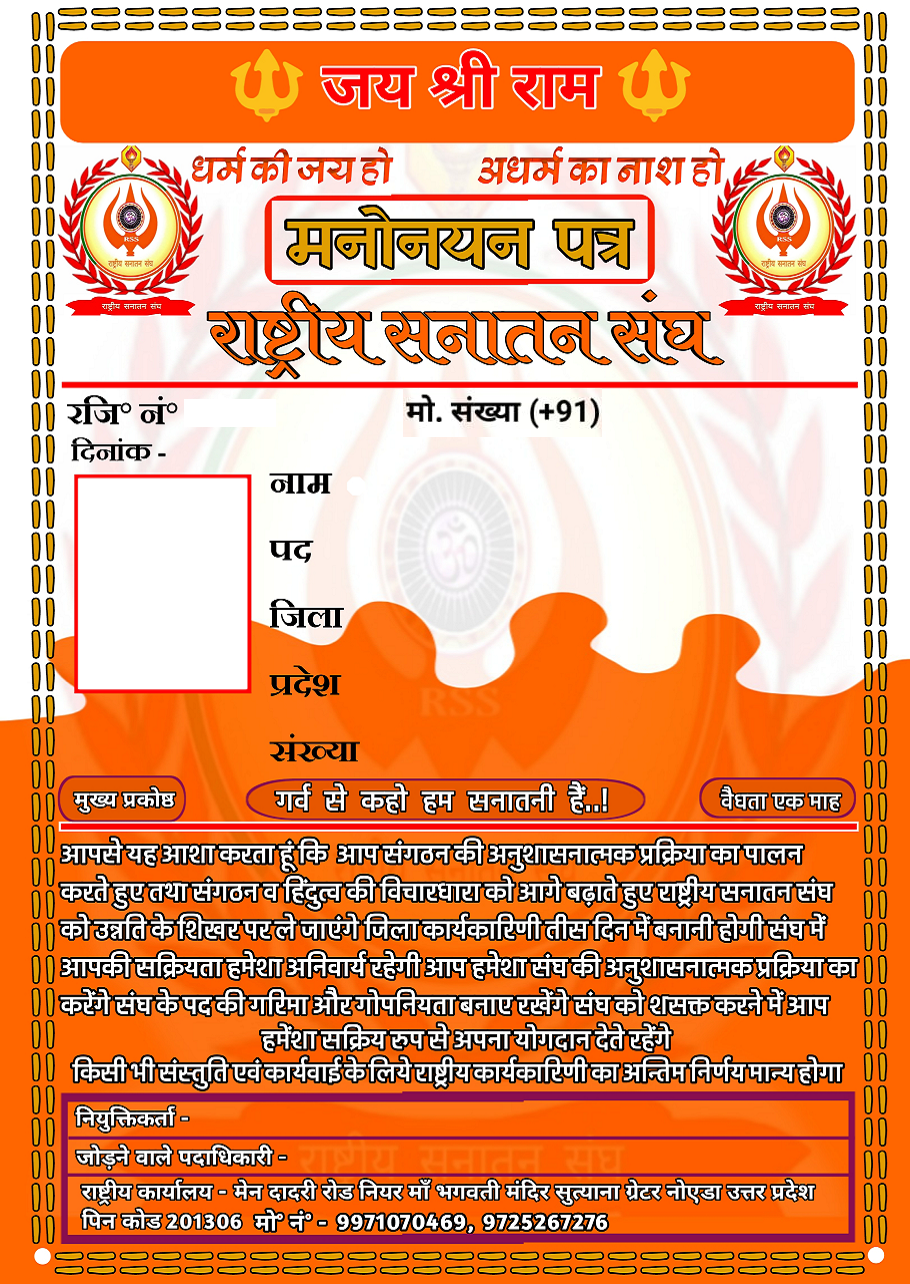 जय श्री राम
धर्म की जय हो अधर्म का नाश हो
मनोनयन पत्र
RSS
राष्ट्रीय सनातन संघ
राष्ट्रीय सनातन संघ
RSS
राष्ट्रीय सनातन संघ
राष्ट्रीय सनातन संघ
राष्ट्रीय सनातन संघ
रजि° नं° मो. संख्या (+91)
दिनांक -
नाम
पद
जिला
प्रदेश
RSS
संख्या
मुख्य प्रकोष्ठ गर्व से कहो हम सनातनी हैं..! वैधता एक माह
आपसे यह आशा करता हूं कि आप संगठन की अनुशासनात्मक प्रक्रिया का पालन
करते हुए तथा संगठन व हिंदुत्व की विचारधारा को आगे बढ़ाते हुए राष्ट्रीय सनातन संघ
को उन्नति के शिखर पर ले जाएंगे जिला कार्यकारिणी तीस दिन में बनानी होगी संघ में
आपकी सक्रियता हमेशा अनिवार्य रहेगी आप हमेशा संघ की अनुशासनात्मक प्रक्रिया का
करेंगे संघ के पद की गरिमा और गोपनियता बनाए रखेंगे संघ को शसक्त करने में आप
हमेंशा सक्रिय रुप से अपना योगदान देते रहेंगे
किसी भी संस्तुति एवं कार्यवाई के लिये राष्ट्रीय कार्यकारिणी का अन्तिम निर्णय मान्य होगा
नियुक्तिकर्ता -
जोड़ने वाले पदाधिकारी -
राष्ट्रीय सनातन संघ
राष्ट्रीय कार्यालय - मेन दादरी रोड नियर माँ भगवती मंदिर सुत्याना ग्रेटर नोएडा उत्तर प्रदेश
पिन कोड 201306 मो° नं° - 9971070469, 9725267276